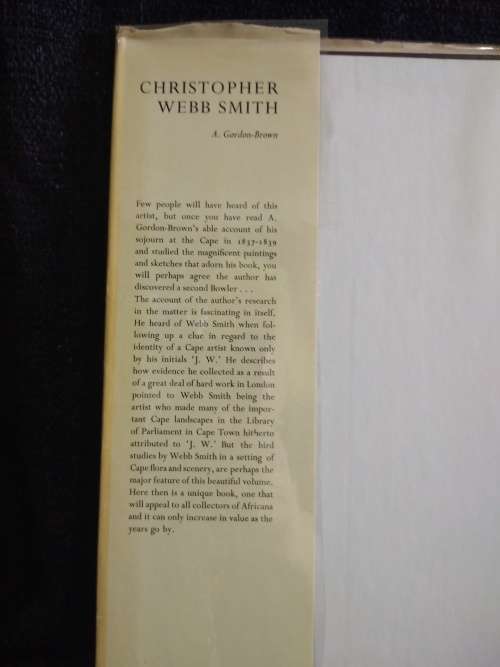 CHRISTOPHER
WEBB SMITH
A. Gordon-Brown
Few people will have heard of this
artist, but once you have read A.
Gordon-Brown's able account of his
sojourn at the Cape in 1837-1839
and studied the magnificent paintings
and sketches that adorn his book, you
will perhaps agree the author has
discovered a second Bowler . . .
The account of the author's research
in the matter is fascinating in itself.
He heard of Webb Smith when fol-
lowing up a clue in regard to the
identity of a Cape artist known only
by his initials 'J. W.' He describes
how evidence he collected as a result
of a great deal of hard work in London
pointed to Webb Smith being the
artist who made many of the impor-
tant Cape landscapes in the Library
of Parliament in Cape Town hitherto
attributed to 'J. W.' But the bird
studies by Webb Smith in a setting of
Cape flora and scenery, are perhaps the
major feature of this beautiful volume.
Here then is a unique book, one that
will appeal to all collectors of Africana
and it can only increase in value as the
years go by.